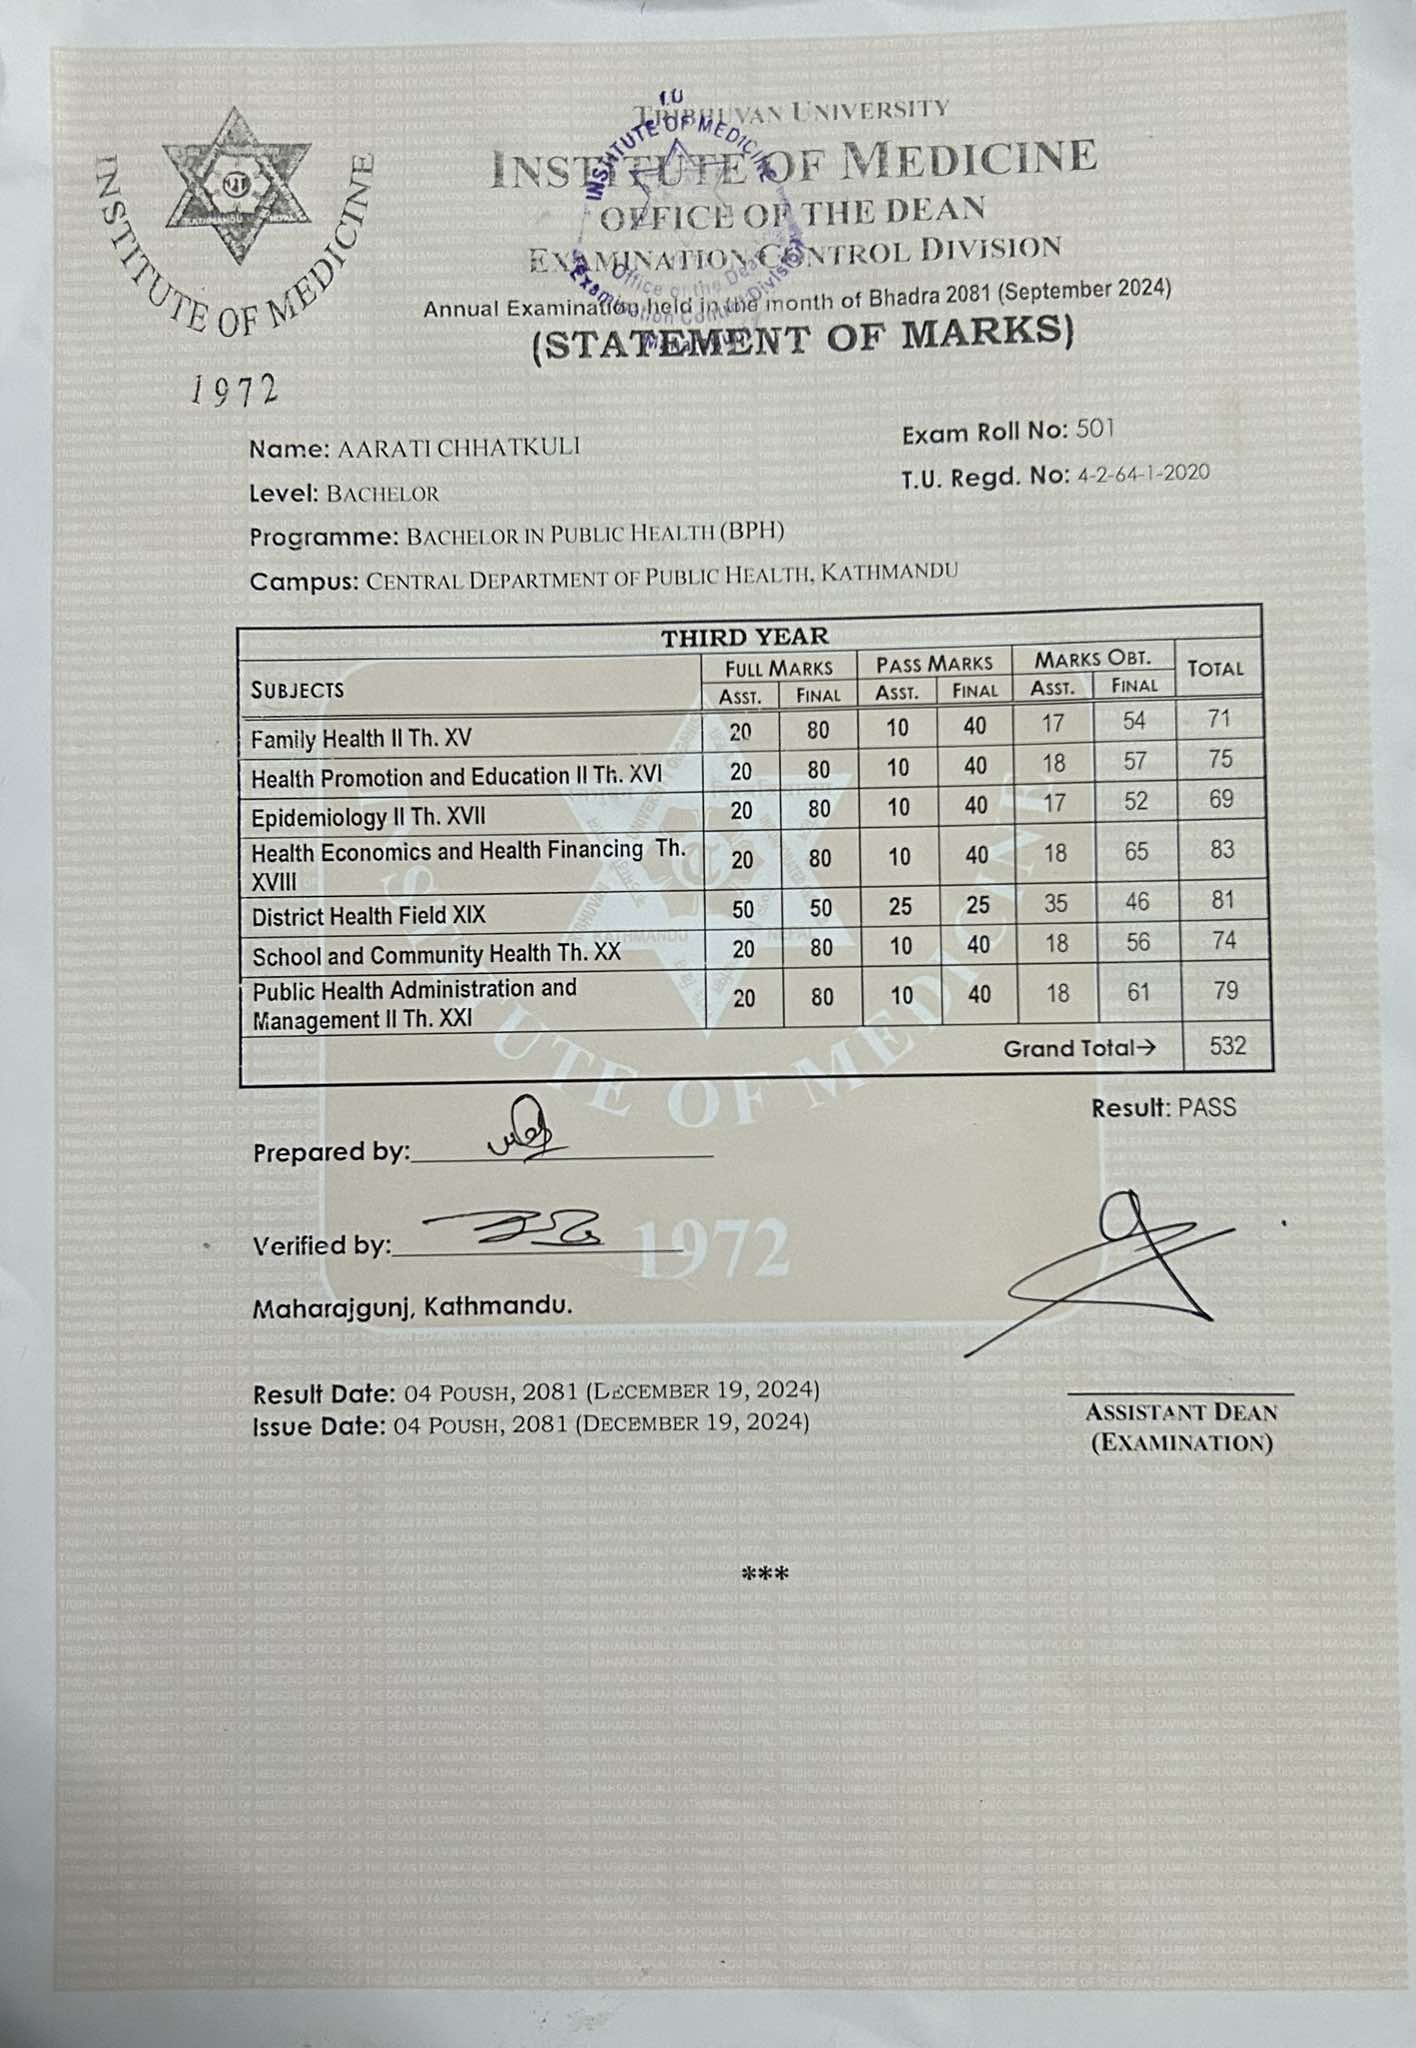 TRIBHUVAN UNIVERSITY
INSTITUTE OF MEDICINE
OFFICE OF THE DEAN
EXAMINATION CONTROL DIVISION
Annual Examination held in the month of Bhadra 2081 (September 2024)
(STATEMENT OF MARKS)
INSTITUTE OF MEDICINE
1972
Name: AARATI CHHATKULI
Exam Roll No: 501
Level: BACHELOR
T.U. Regd. No: 4-2-64-1-2020
Programme: BACHELOR IN PUBLIC HEALTH (BPH)
Campus: CENTRAL DEPARTMENT OF PUBLIC HEALTH, KATHMANDU
THIRD YEAR
SUBJECTS FULL MARKS PASS MARKS MARKS OBT. TOTAL
ASST. FINAL ASST. FINAL ASST. FINAL
Family Health II Th. XV 20 80 10 40 17 54 71
Health Promotion and Education II Th. XVI 20 80 10 40 18 57 75
Epidemiology II Th. XVII 20 80 10 40 17 52 69
Health Economics and Health Financing Th. XVIII 20 80 10 40 18 65 83
District Health Field XIX 50 50 25 25 35 46 81
School and Community Health Th. XX 20 80 10 40 18 56 74
Public Health Administration and Management II Th. XXI 20 80 10 40 18 61 79
Grand Total→ 532
Result: PASS
Prepared by:
Verified by:
1972
Maharajgunj, Kathmandu.
Result Date: 04 POUSH, 2081 (DECEMBER 19, 2024)
Issue Date: 04 POUSH, 2081 (DECEMBER 19, 2024)
ASSISTANT DEAN
(EXAMINATION)
***